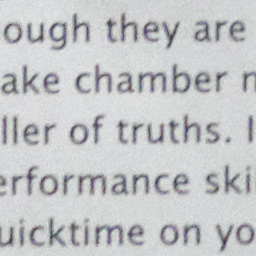 ough they are
ake chamber
ller of truths.
erformance ski
uicktime on yo